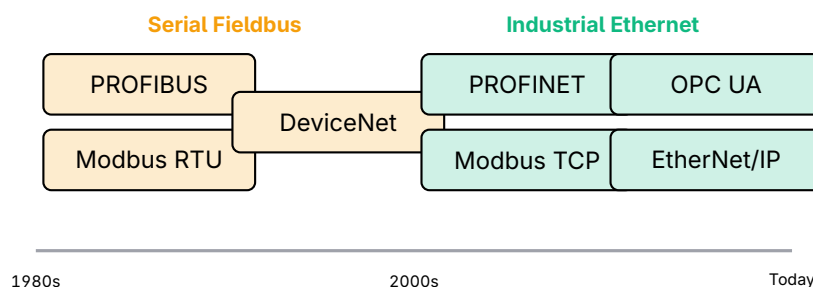 Serial Fieldbus
Industrial Ethernet
PROFIBUS
PROFINET
OPC UA
DeviceNet
Modbus RTU
Modbus TCP
EtherNet/IP
1980s
2000s
Today